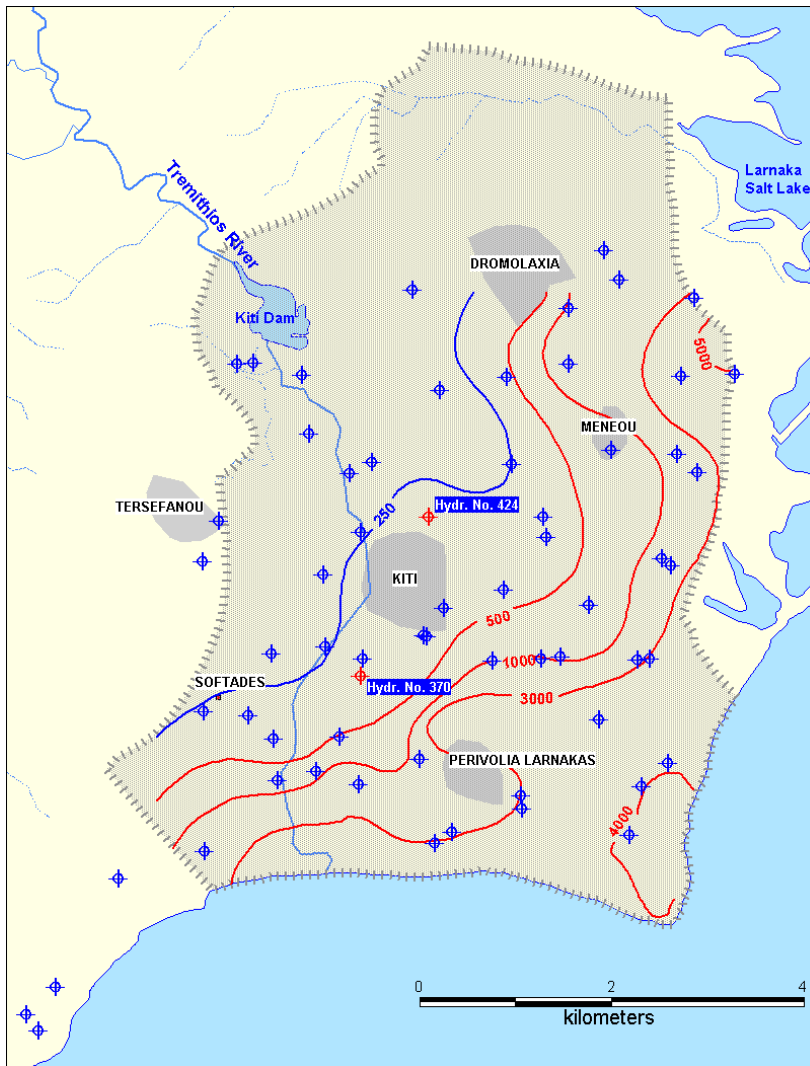 Larnaka
Salt Lake
Tremithios River
DROMOLAXIA
Kiti Dam
5000
MENEOU
TERSEFANOU
250
Hydr. No. 424
KITI
500
1000
SOFTADES
Hydr. No. 370
3000
PERIVOLIA LARNAKAS
4000
0 2 4
kilometers